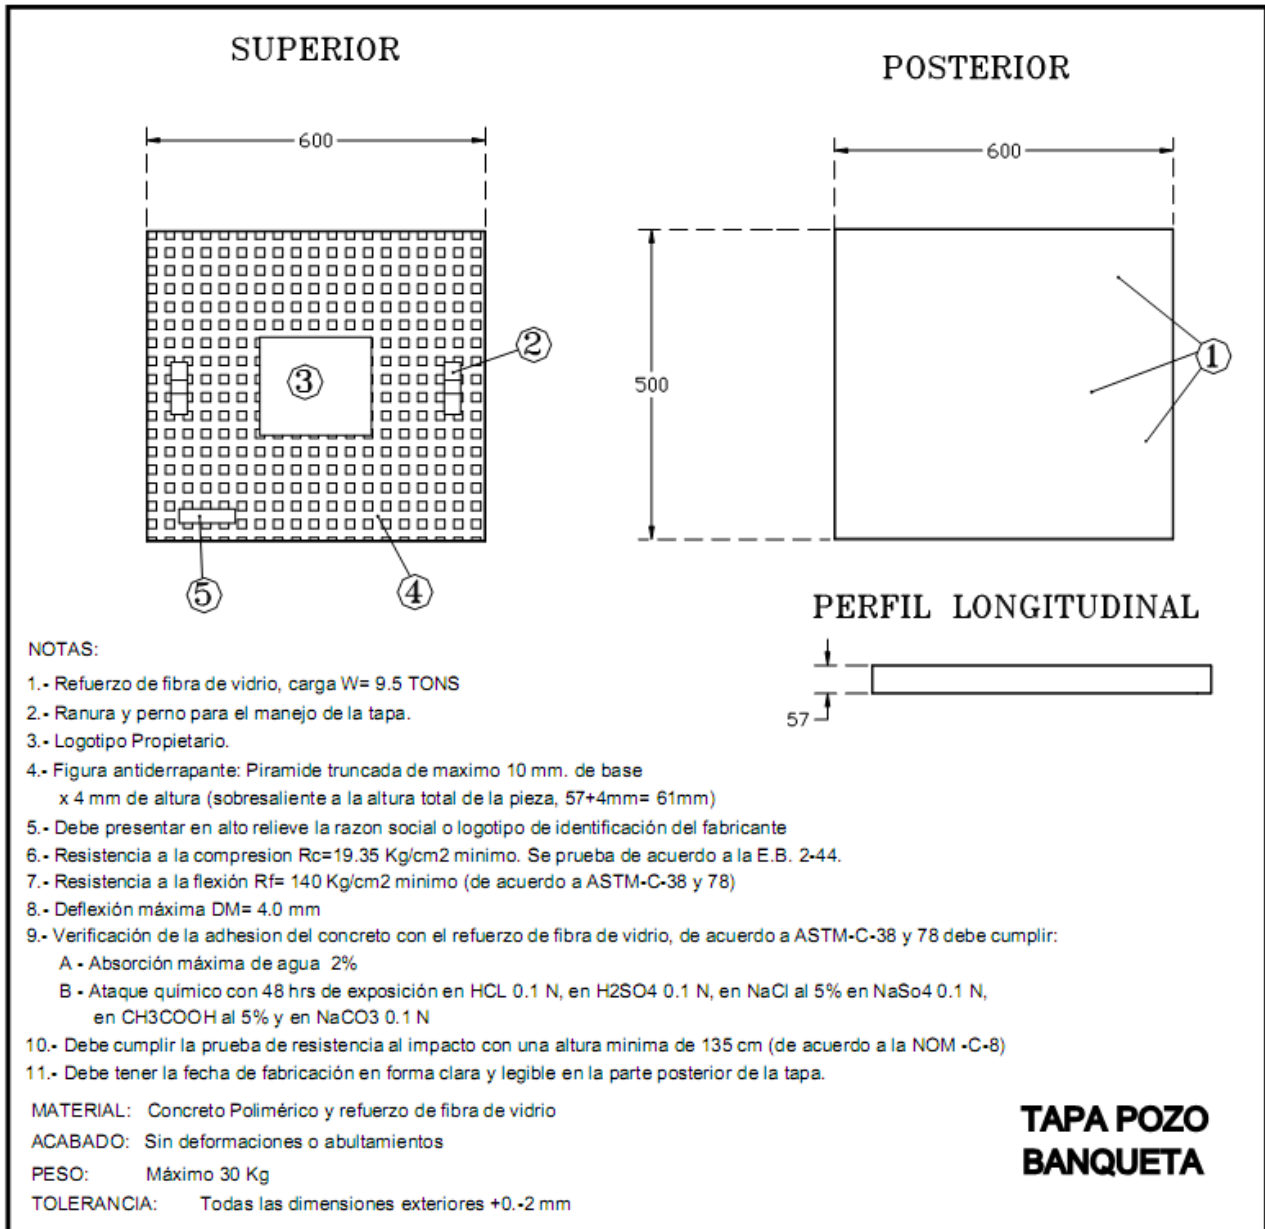 SUPERIOR
POSTERIOR
600
600
500
1
2
3
4
5
PERFIL LONGITUDINAL
57
NOTAS:
1.- Refuerzo de fibra de vidrio, carga W= 9.5 TONS
2.- Ranura y perno para el manejo de la tapa.
3.- Logotipo Propietario.
4.- Figura antiderrapante: Piramide truncada de maximo 10 mm. de base
x 4 mm de altura (sobresaliente a la altura total de la pieza, 57+4mm= 61mm)
5.- Debe presentar en alto relieve la razon social o logotipo de identificación del fabricante
6.- Resistencia a la compresion Rc=19.35 Kg/cm2 minimo. Se prueba de acuerdo a la E.B. 2-44.
7.- Resistencia a la flexión Rf= 140 Kg/cm2 minimo (de acuerdo a ASTM-C-38 y 78)
8.- Deflexión máxima DM= 4.0 mm
9.- Verificación de la adhesion del concreto con el refuerzo de fibra de vidrio, de acuerdo a ASTM-C-38 y 78 debe cumplir:
A - Absorción máxima de agua 2%
B - Ataque químico con 48 hrs de exposición en HCL 0.1 N, en H2SO4 0.1 N, en NaCl al 5% en NaSo4 0.1 N,
en CH3COOH al 5% y en NaCO3 0.1 N
10.- Debe cumplir la prueba de resistencia al impacto con una altura minima de 135 cm (de acuerdo a la NOM -C-8)
11.- Debe tener la fecha de fabricación en forma clara y legible en la parte posterior de la tapa.
MATERIAL: Concreto Polimérico y refuerzo de fibra de vidrio
ACABADO: Sin deformaciones o abultamientos
PESO: Máximo 30 Kg
TOLERANCIA: Todas las dimensiones exteriores +0.-2 mm
TAPA POZO
BANQUETA